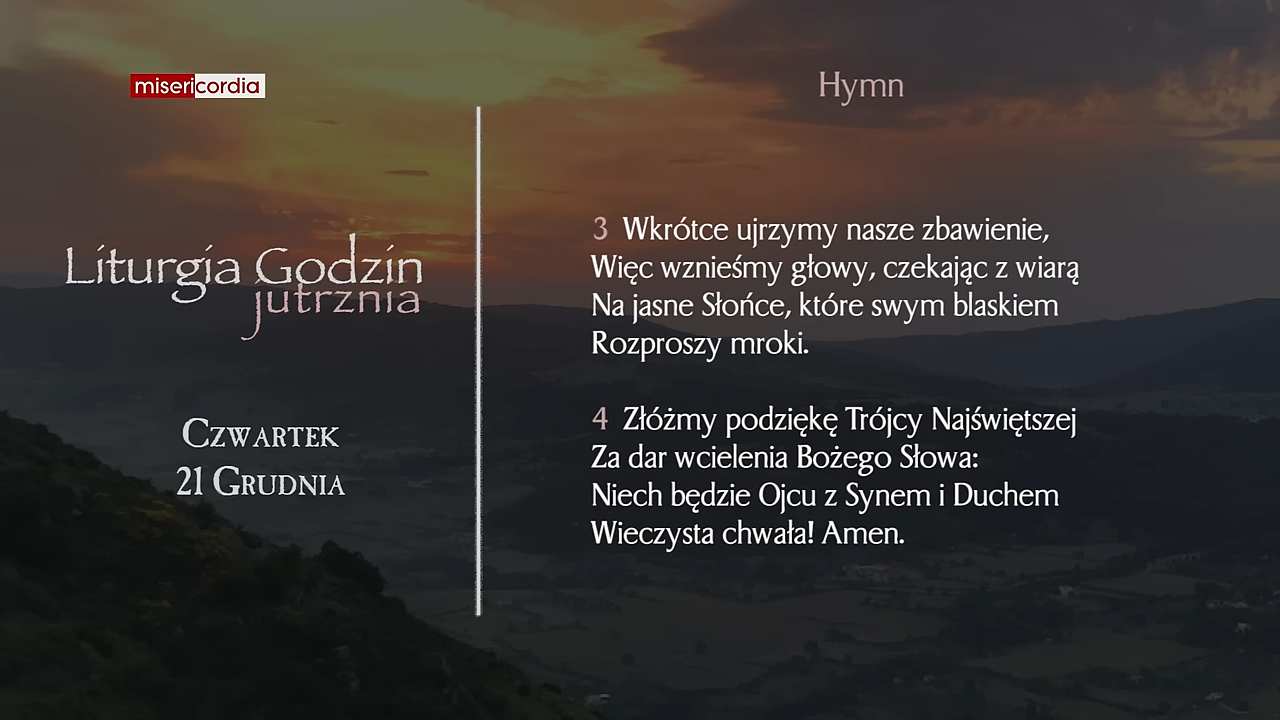 misericordia
Liturgia Godzin
jutrznia
Czwartek
21 Grudnia
Hymn
3 Wkrótce ujrzymy nasze zbawienie,
Więc wznieśmy głowy, czekając z wiarą
Na jasne Słońce, które swym blaskiem
Rozproszy mroki.
4 Złóżmy podziękę Trójcy Najświętszej
Za dar wcielenia Bożego Słowa:
Niech będzie Ojcu z Synem i Duchem
Wieczysta chwała! Amen.